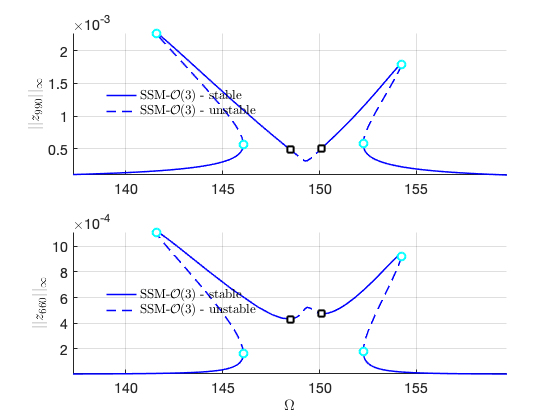 ×10⁻³
2
1.5
1
0.5
||z₉₉₀||∞
SSM-𝒪(3) - stable
SSM-𝒪(3) - unstable
140 145 150 155
×10⁻⁴
10
8
6
4
2
||z₆₆₀||∞
SSM-𝒪(3) - stable
SSM-𝒪(3) - unstable
140 145 150 155
Ω